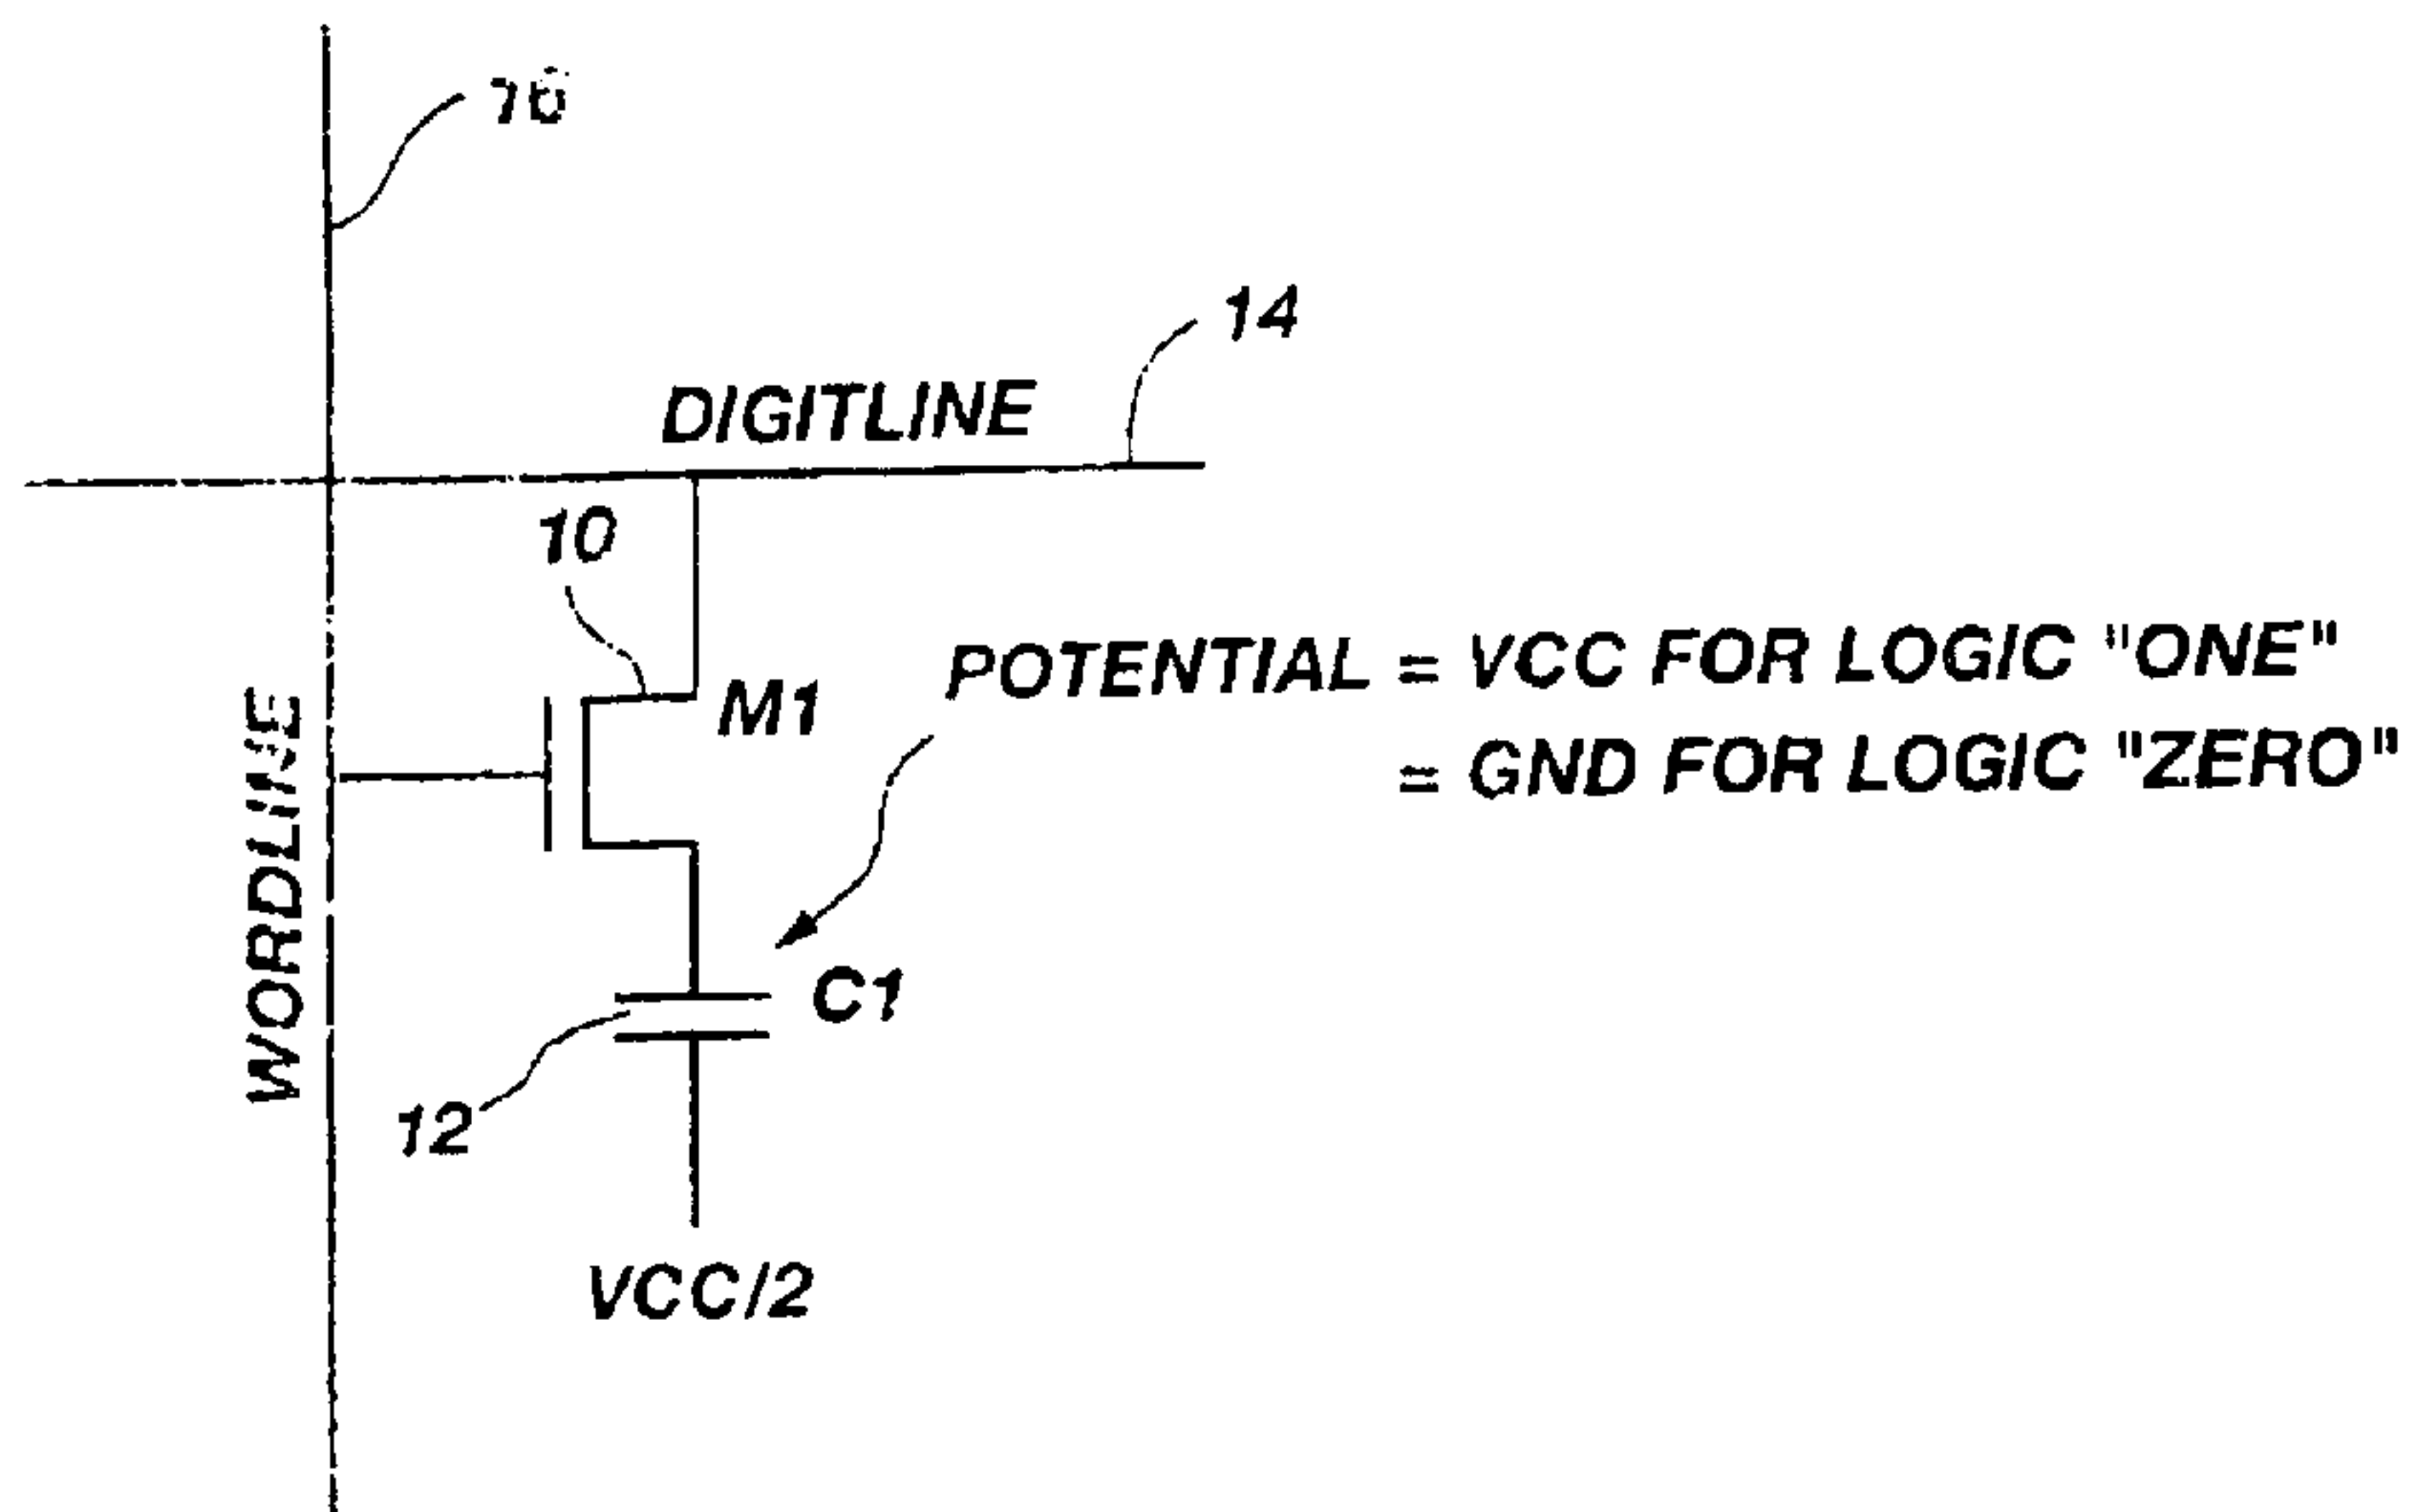 16
14
DIGITLINE
10
POTENTIAL = VCC FOR LOGIC "ONE"
= GND FOR LOGIC "ZERO"
M1
WORDLINE
C1
12
VCC/2